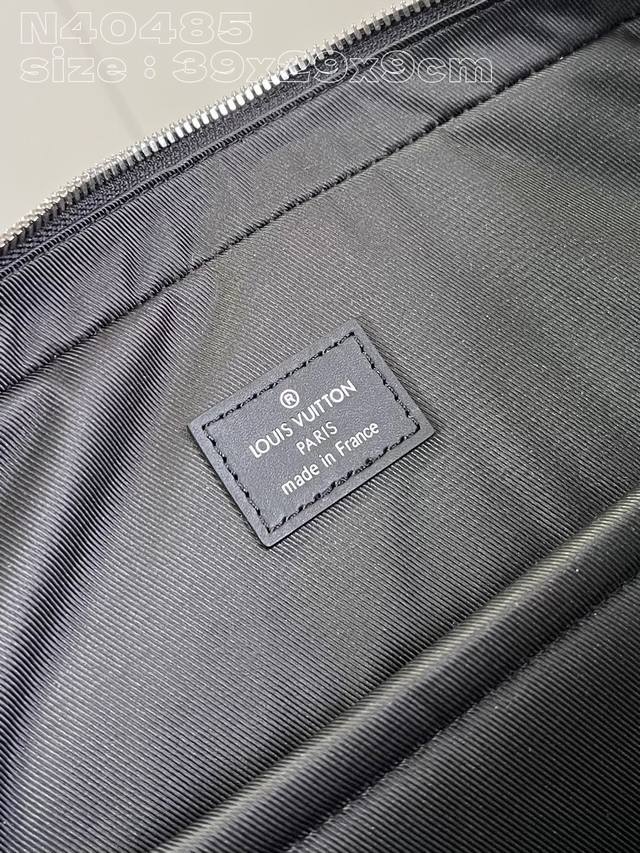 N40485
size : 39x29x9cm
®
LOUIS VUITTON
PARIS
made in France